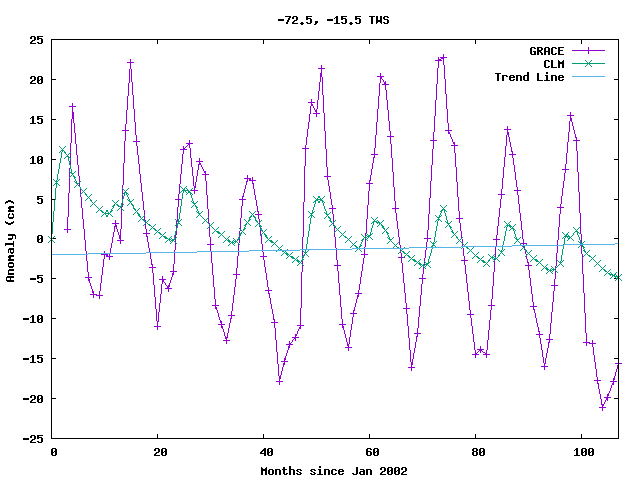 -72.5, -15.5 TWS
GRACE
CLM
Trend Line
25
20
15
10
5
0
-5
-10
-15
-20
-25
Anomaly (cm)
0 20 40 60 80 100
Months since Jan 2002